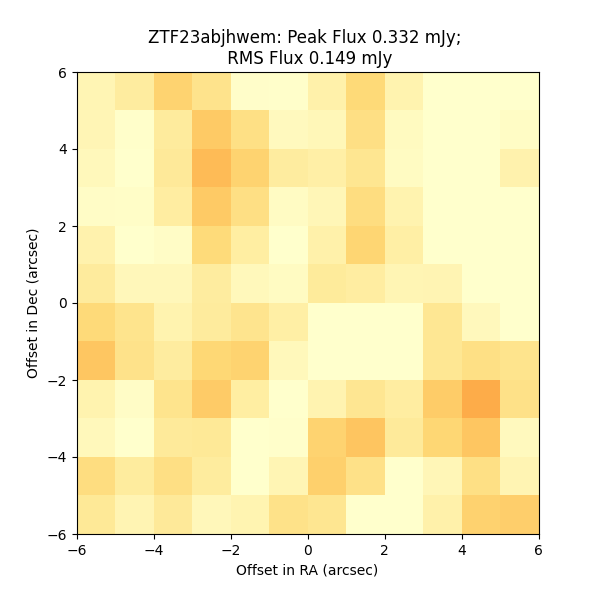 ZTF23abjhwem: Peak Flux 0.332 mJy;
RMS Flux 0.149 mJy
6
4
2
0
−2
−4
−6
Offset in Dec (arcsec)
−6 −4 −2 0 2 4 6
Offset in RA (arcsec)